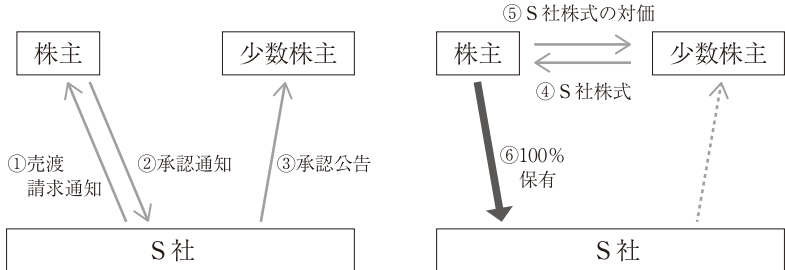 株主
少数株主
①売渡
請求通知
②承認通知
③承認公告
S社
⑤S社株式の対価
株主
少数株主
④S社株式
⑥100%
保有
S社